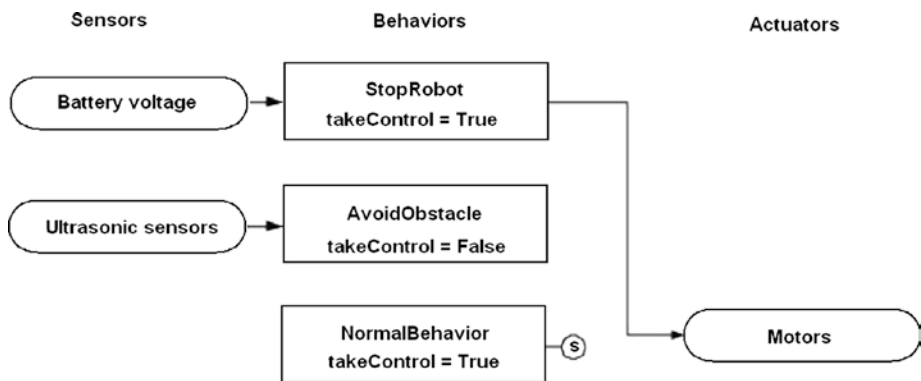 Sensors
Behaviors
Actuators
Battery voltage
StopRobot
takeControl = True
Ultrasonic sensors
AvoidObstacle
takeControl = False
NormalBehavior
takeControl = True
S
Motors